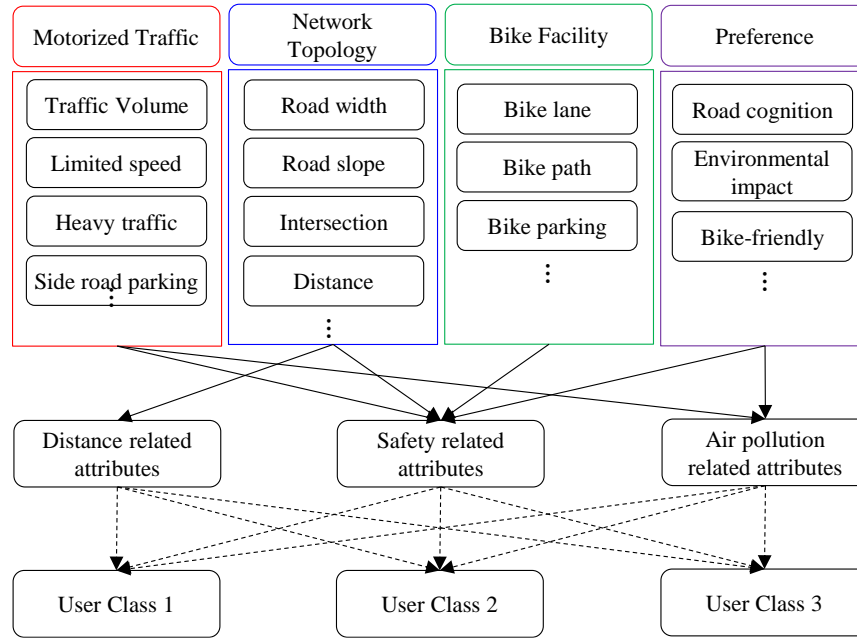 Motorized Traffic
Network
Topology
Bike Facility
Preference
Traffic Volume
Limited speed
Heavy traffic
Side road parking
Road width
Road slope
Intersection
Distance
Bike lane
Bike path
Bike parking
Road cognition
Environmental
impact
Bike-friendly
Distance related
attributes
Safety related
attributes
Air pollution
related attributes
User Class 1
User Class 2
User Class 3